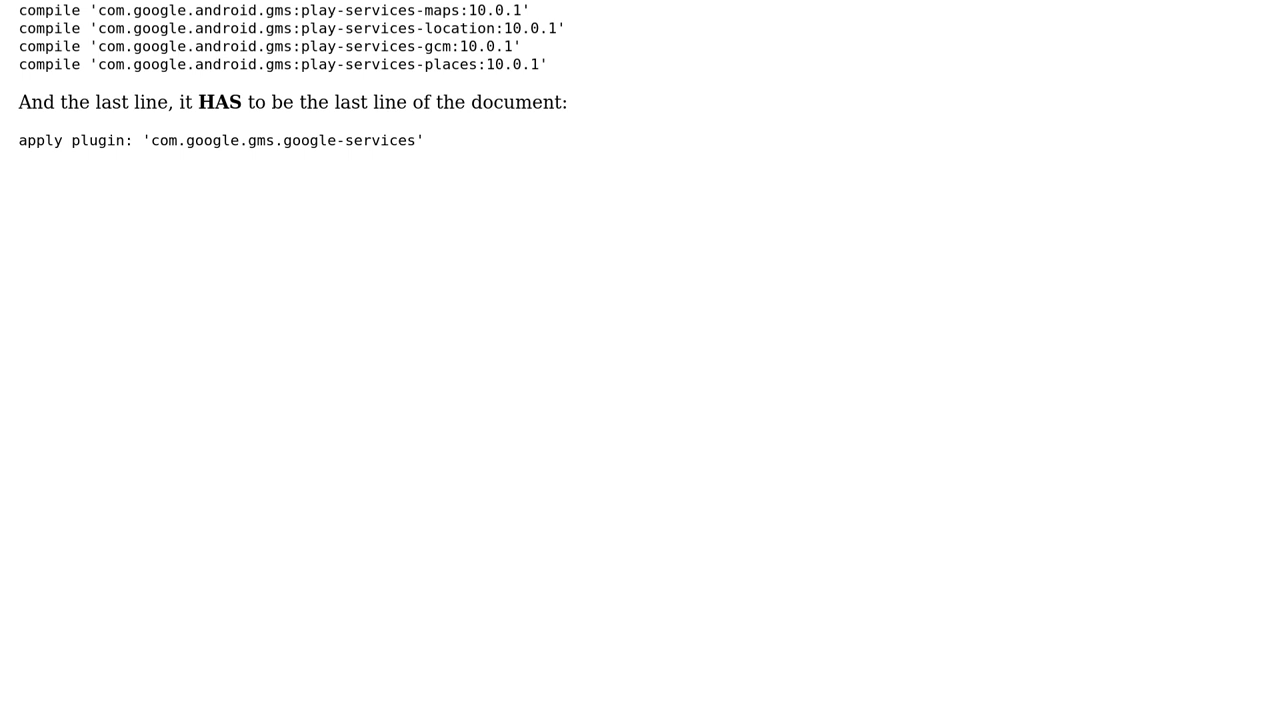 compile 'com.google.android.gms:play-services-maps:10.0.1'
compile 'com.google.android.gms:play-services-location:10.0.1'
compile 'com.google.android.gms:play-services-gcm:10.0.1'
compile 'com.google.android.gms:play-services-places:10.0.1'
And the last line, it HAS to be the last line of the document:
apply plugin: 'com.google.gms.google-services'